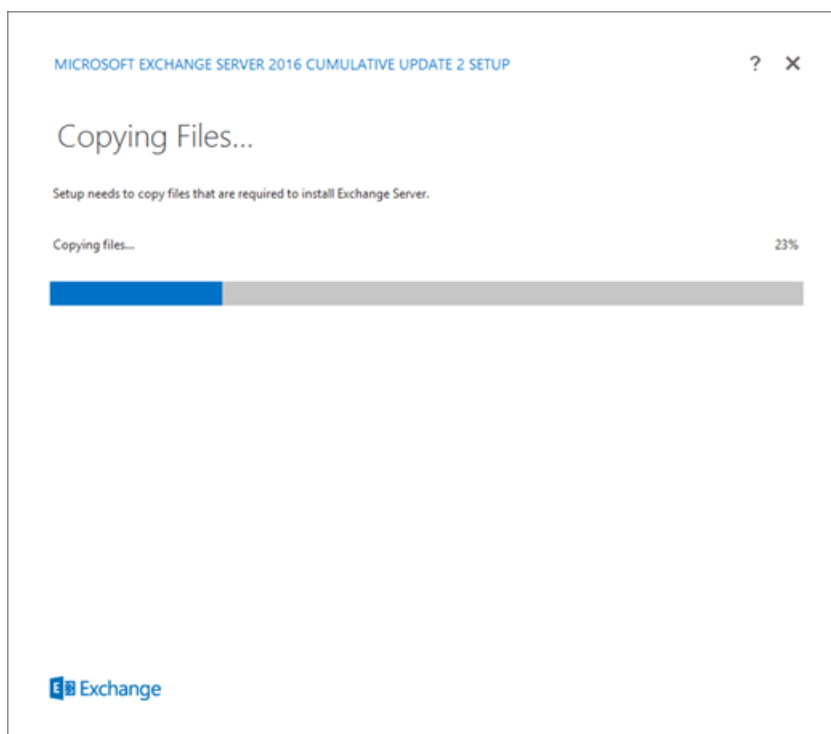 MICROSOFT EXCHANGE SERVER 2016 CUMULATIVE UPDATE 2 SETUP ? ✕
Copying Files...
Setup needs to copy files that are required to install Exchange Server.
Copying files... 23%
E Exchange